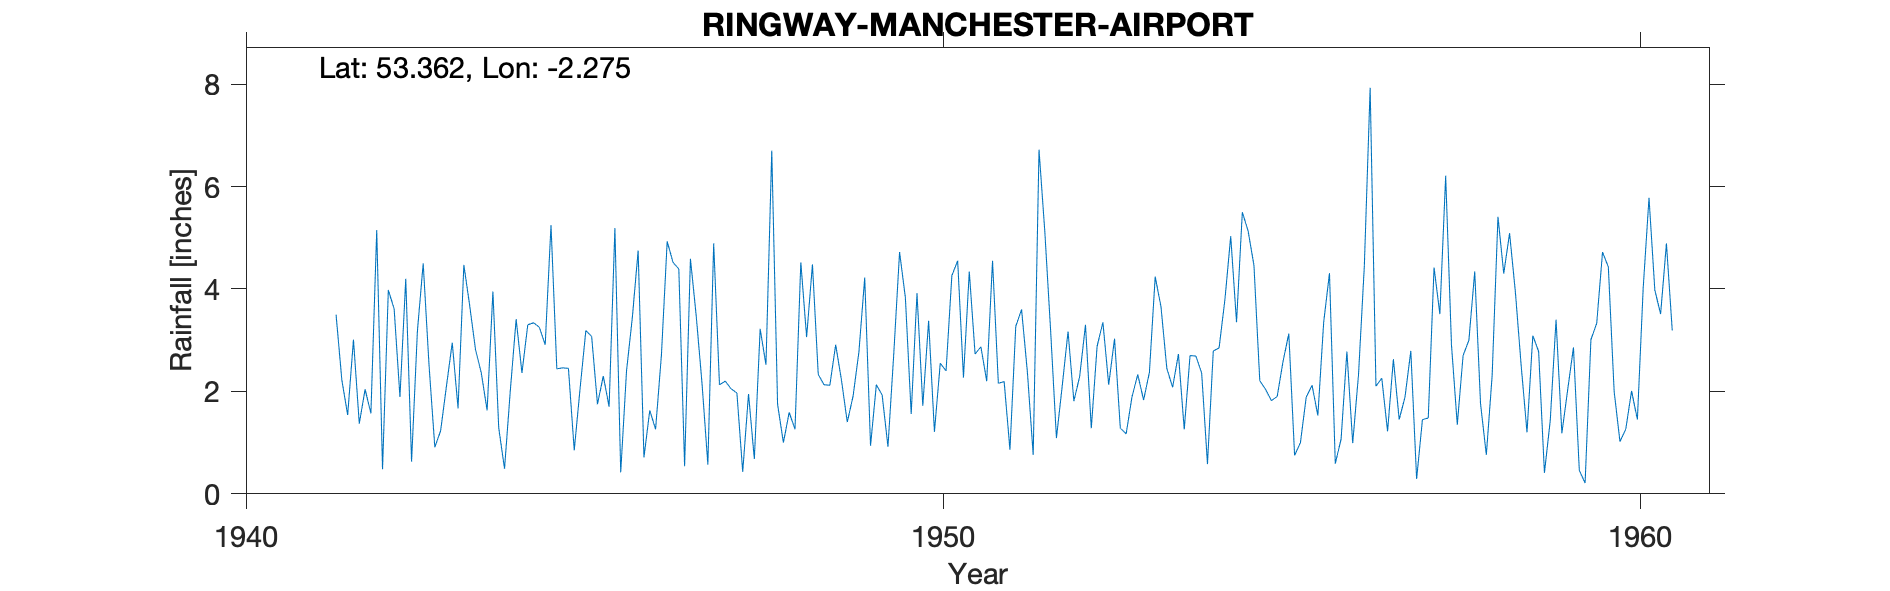 RINGWAY-MANCHESTER-AIRPORT
Lat: 53.362, Lon: -2.275
8
6
4
2
0
Rainfall [inches]
1940 1950 1960
Year